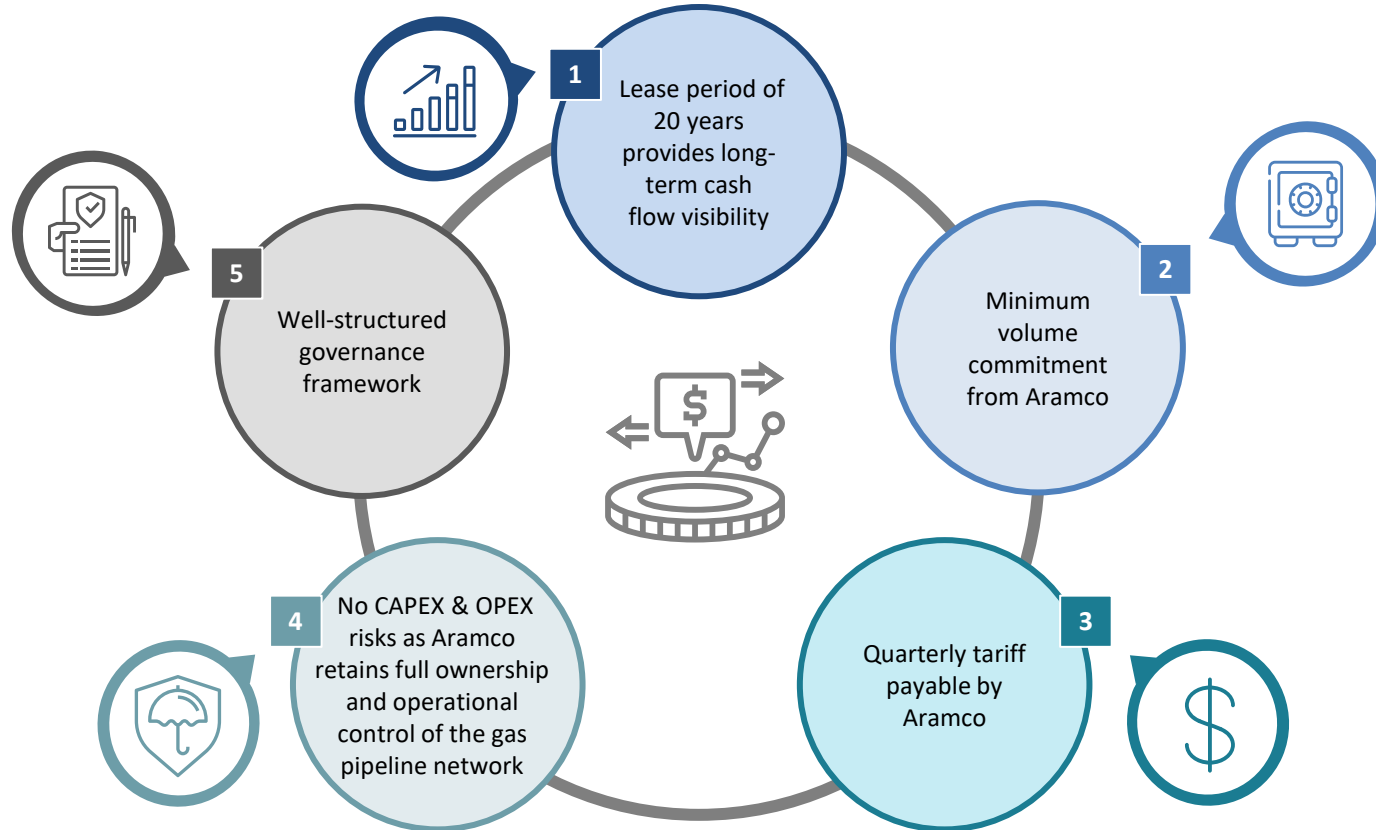 1
Lease period of
20 years
provides long-
term cash
flow visibility
2
Minimum
volume
commitment
from Aramco
3
Quarterly tariff
payable by
Aramco
4
No CAPEX & OPEX
risks as Aramco
retains full ownership
and operational
control of the gas
pipeline network
5
Well-structured
governance
framework
$
$